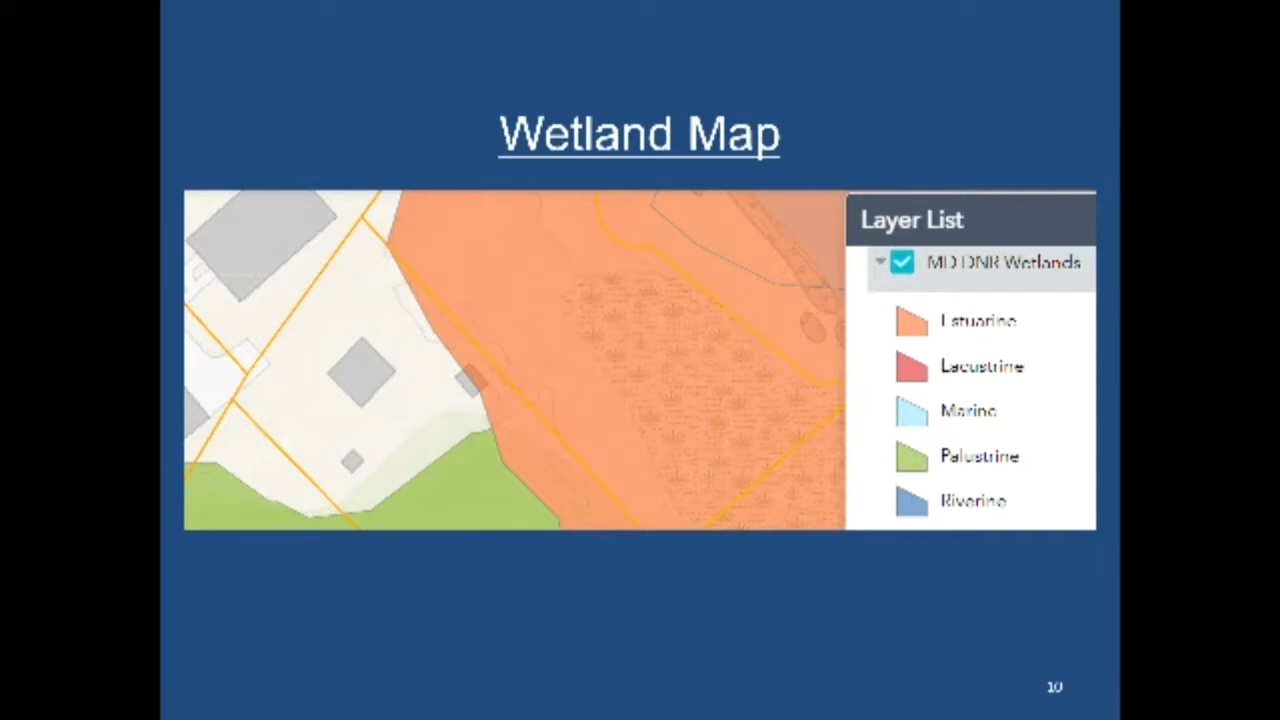 Wetland Map
Layer List
MD DNR Wetlands
Estuarine
Lacustrine
Marine
Palustrine
Riverine
10